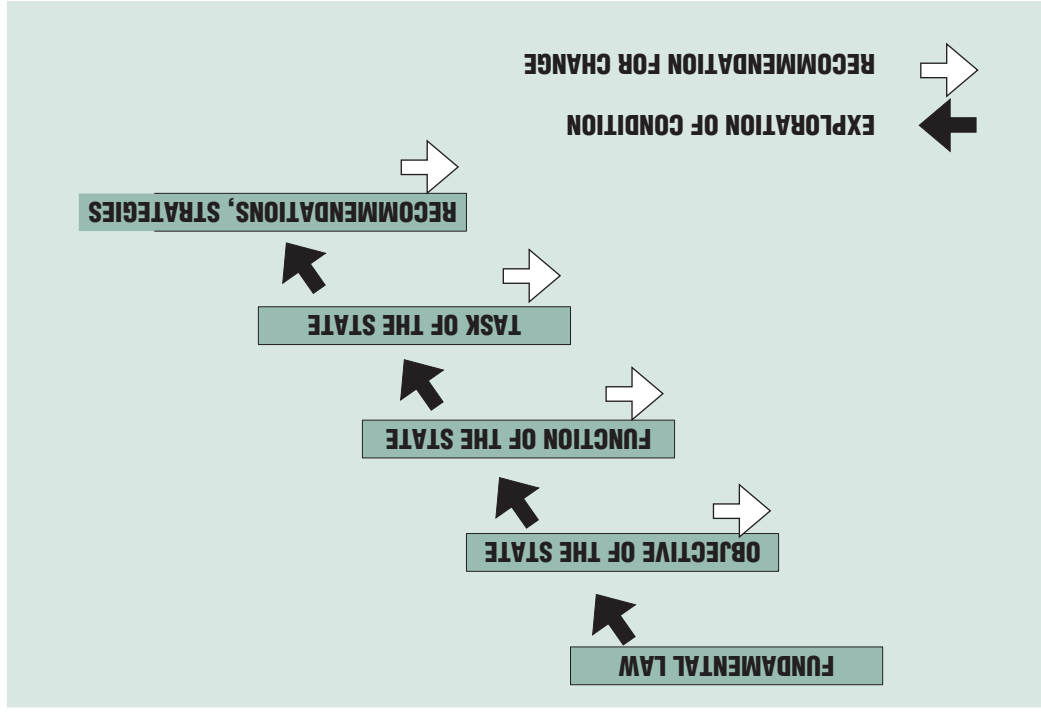 FUNDAMENTAL LAW
OBJECTIVE OF THE STATE
FUNCTION OF THE STATE
TASK OF THE STATE
RECOMMENDATIONS, STRATEGIES
EXPLORATION OF CONDITION
RECOMMENDATION FOR CHANGE